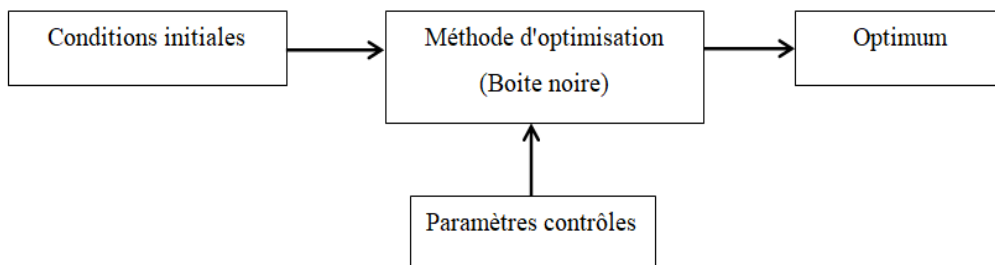 Conditions initiales
Méthode d'optimisation
(Boite noire)
Optimum
Paramètres contrôles